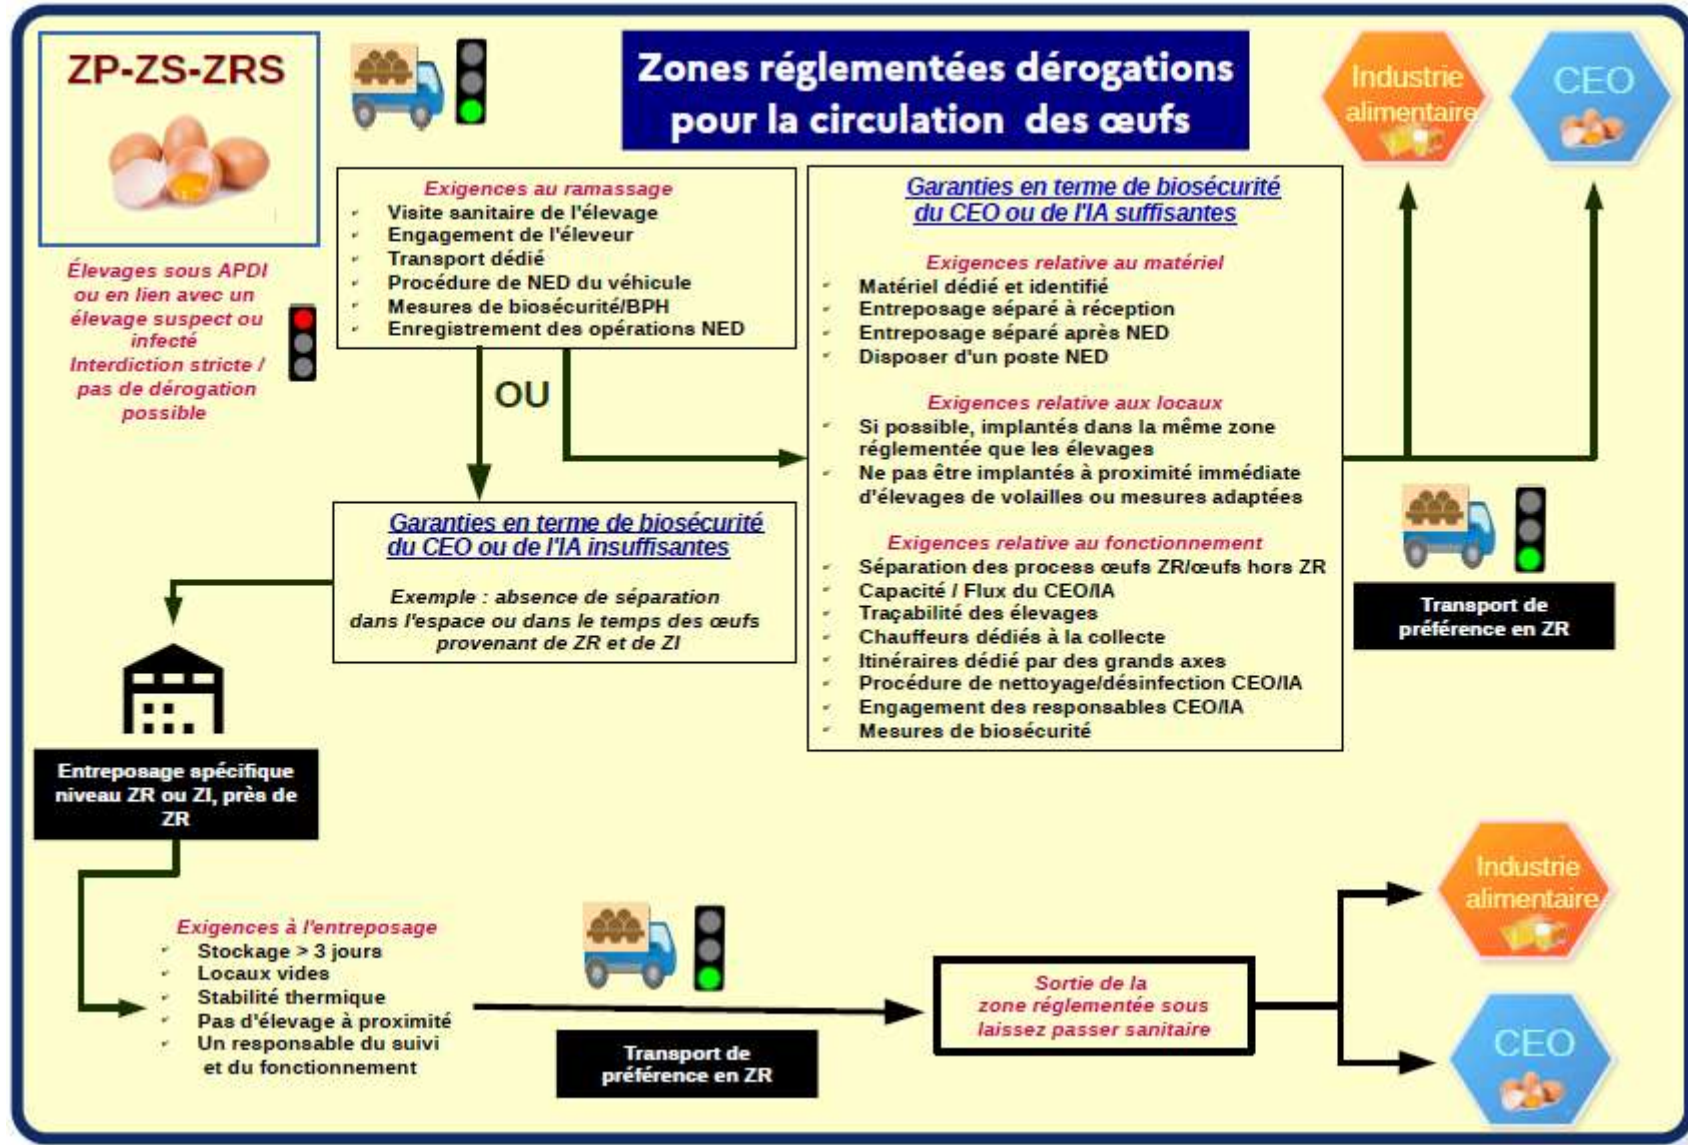 ZP-ZS-ZRS
Zones réglementées dérogations
pour la circulation des œufs
Industrie
alimentaire
CEO
Élevages sous APDI
ou en lien avec un
élevage suspect ou
infecté
Interdiction stricte /
pas de dérogation
possible
Exigences au ramassage
Visite sanitaire de l'élevage
Engagement de l'éleveur
Transport dédié
Procédure de NED du véhicule
Mesures de biosécurité/BPH
Enregistrement des opérations NED
OU
Garanties en terme de biosécurité
du CEO ou de l'IA suffisantes
Exigences relative au matériel
Matériel dédié et identifié
Entreposage séparé à réception
Entreposage séparé après NED
Disposer d'un poste NED
Exigences relative aux locaux
Si possible, implantés dans la même zone
réglementée que les élevages
Ne pas être implantés à proximité immédiate
d'élevages de volailles ou mesures adaptées
Exigences relative au fonctionnement
Séparation des process œufs ZR/œufs hors ZR
Capacité / Flux du CEO/IA
Traçabilité des élevages
Chauffeurs dédiés à la collecte
Itinéraires dédié par des grands axes
Procédure de nettoyage/désinfection CEO/IA
Engagement des responsables CEO/IA
Mesures de biosécurité
Transport de
préférence en ZR
Garanties en terme de biosécurité
du CEO ou de l'IA insuffisantes
Exemple : absence de séparation
dans l'espace ou dans le temps des œufs
provenant de ZR et de ZI
Entreposage spécifique
niveau ZR ou ZI, près de
ZR
Exigences à l'entreposage
Stockage > 3 jours
Locaux vides
Stabilité thermique
Pas d'élevage à proximité
Un responsable du suivi
et du fonctionnement
Transport de
préférence en ZR
Sortie de la
zone réglementée sous
laissez passer sanitaire
Industrie
alimentaire
CEO